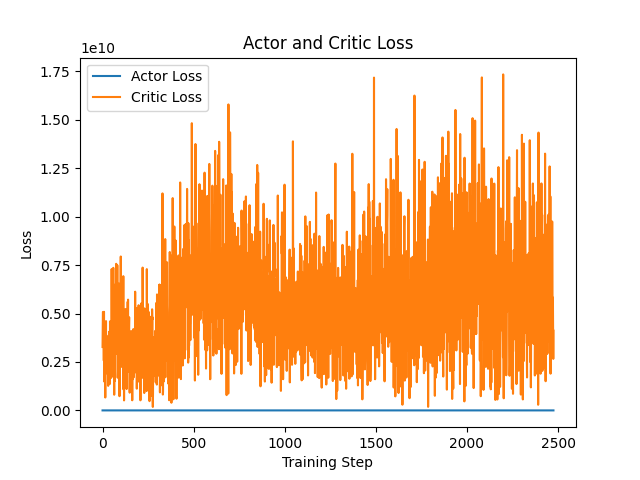 Actor and Critic Loss
1e10
Actor Loss
Critic Loss
1.75
1.50
1.25
1.00
0.75
0.50
0.25
0.00
Loss
0
500
1000
1500
2000
2500
Training Step